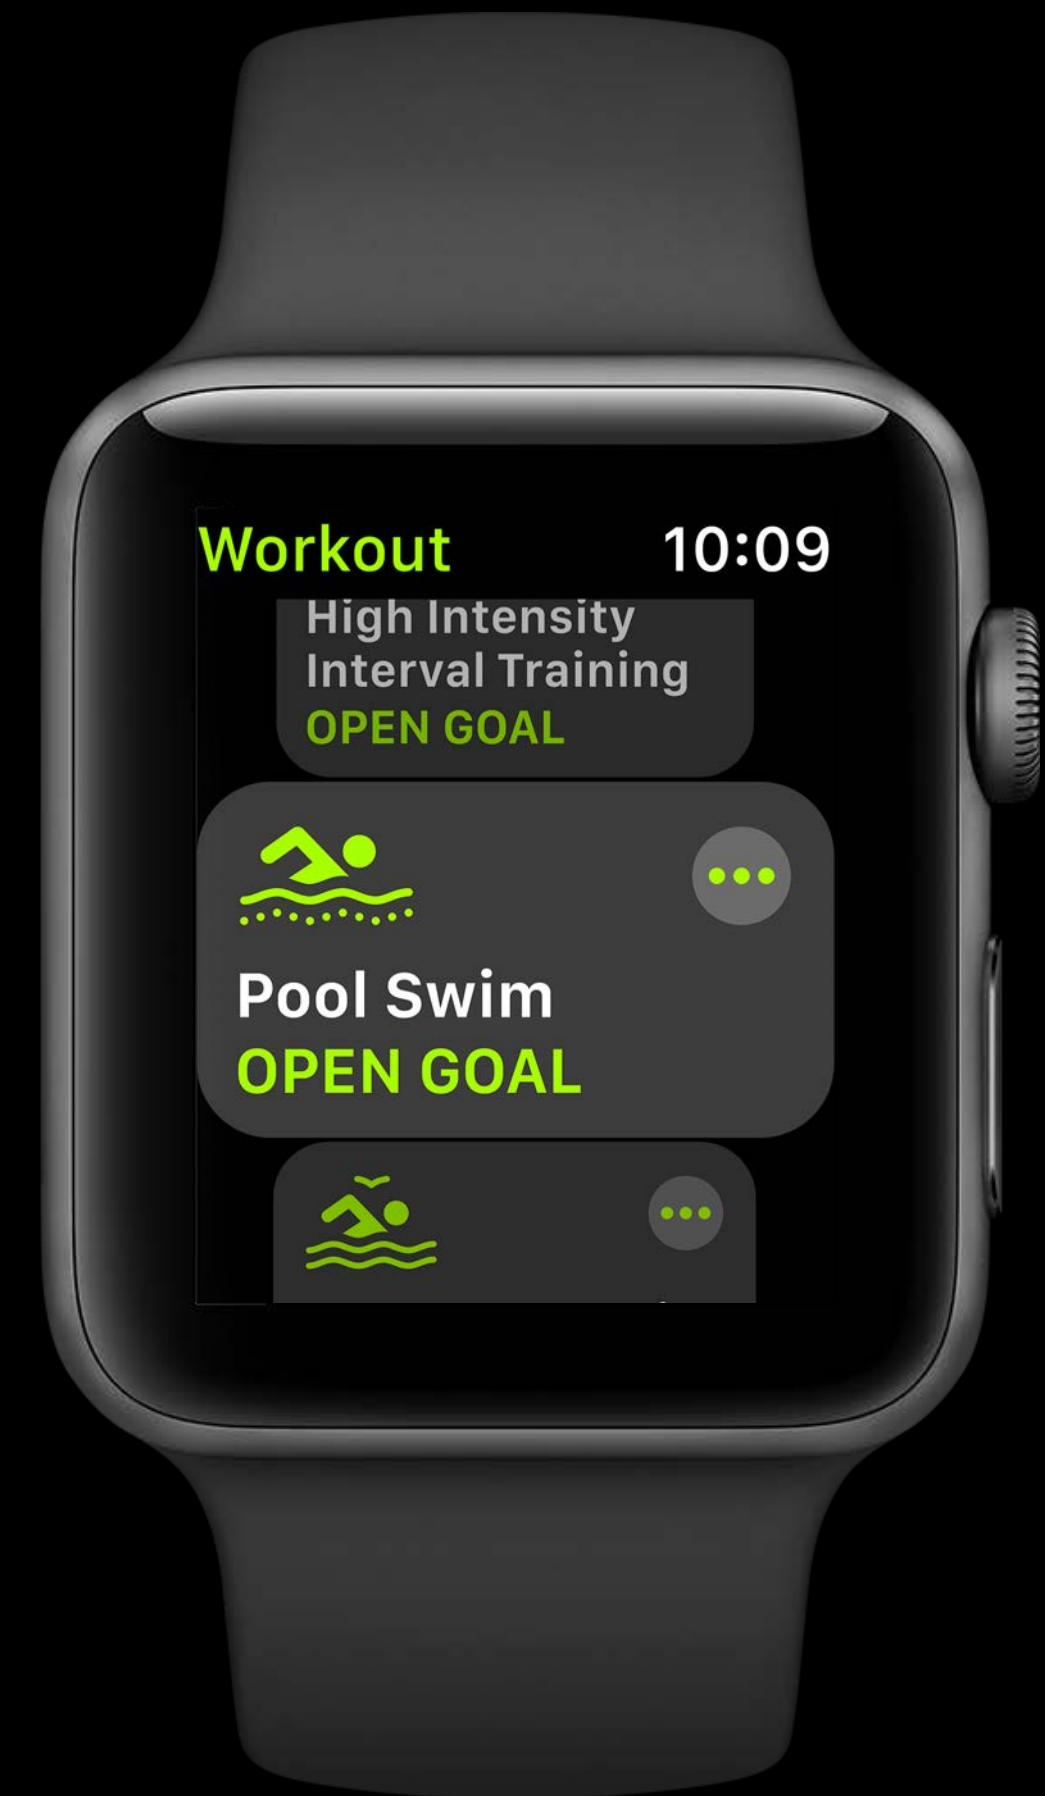 Workout 10:09
High Intensity
Interval Training
OPEN GOAL
Pool Swim
OPEN GOAL